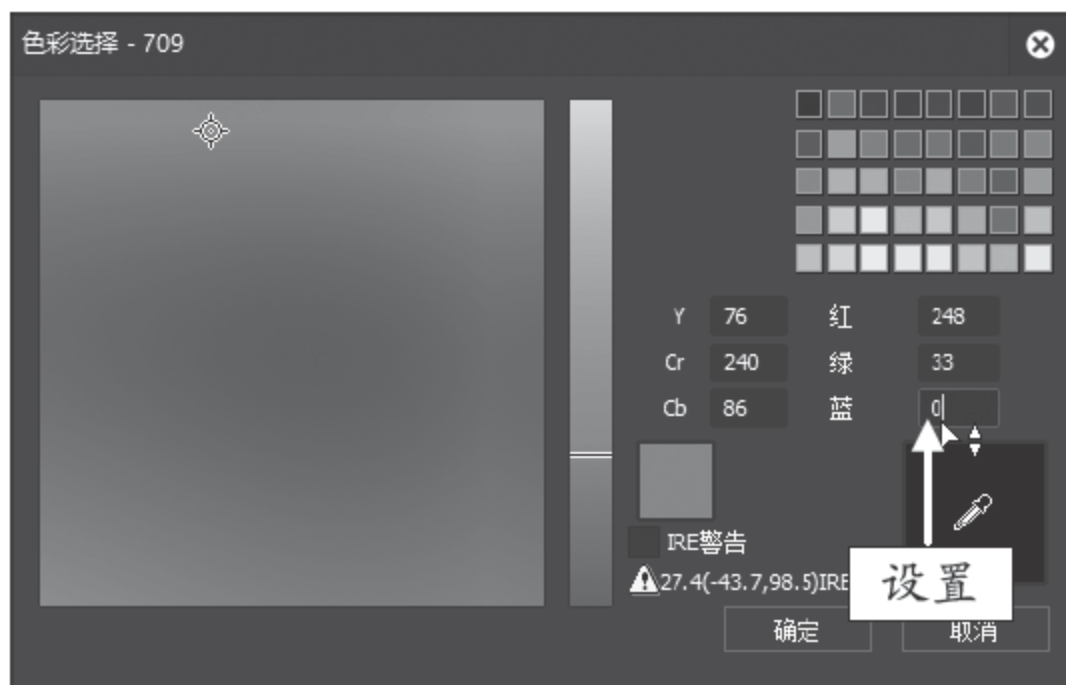 色彩选择 - 709
Y 76 红 248
Cr 240 绿 33
Cb 86 蓝 0
IRE警告
27.4(-43.7,98.5)IRE
设置
确定 取消